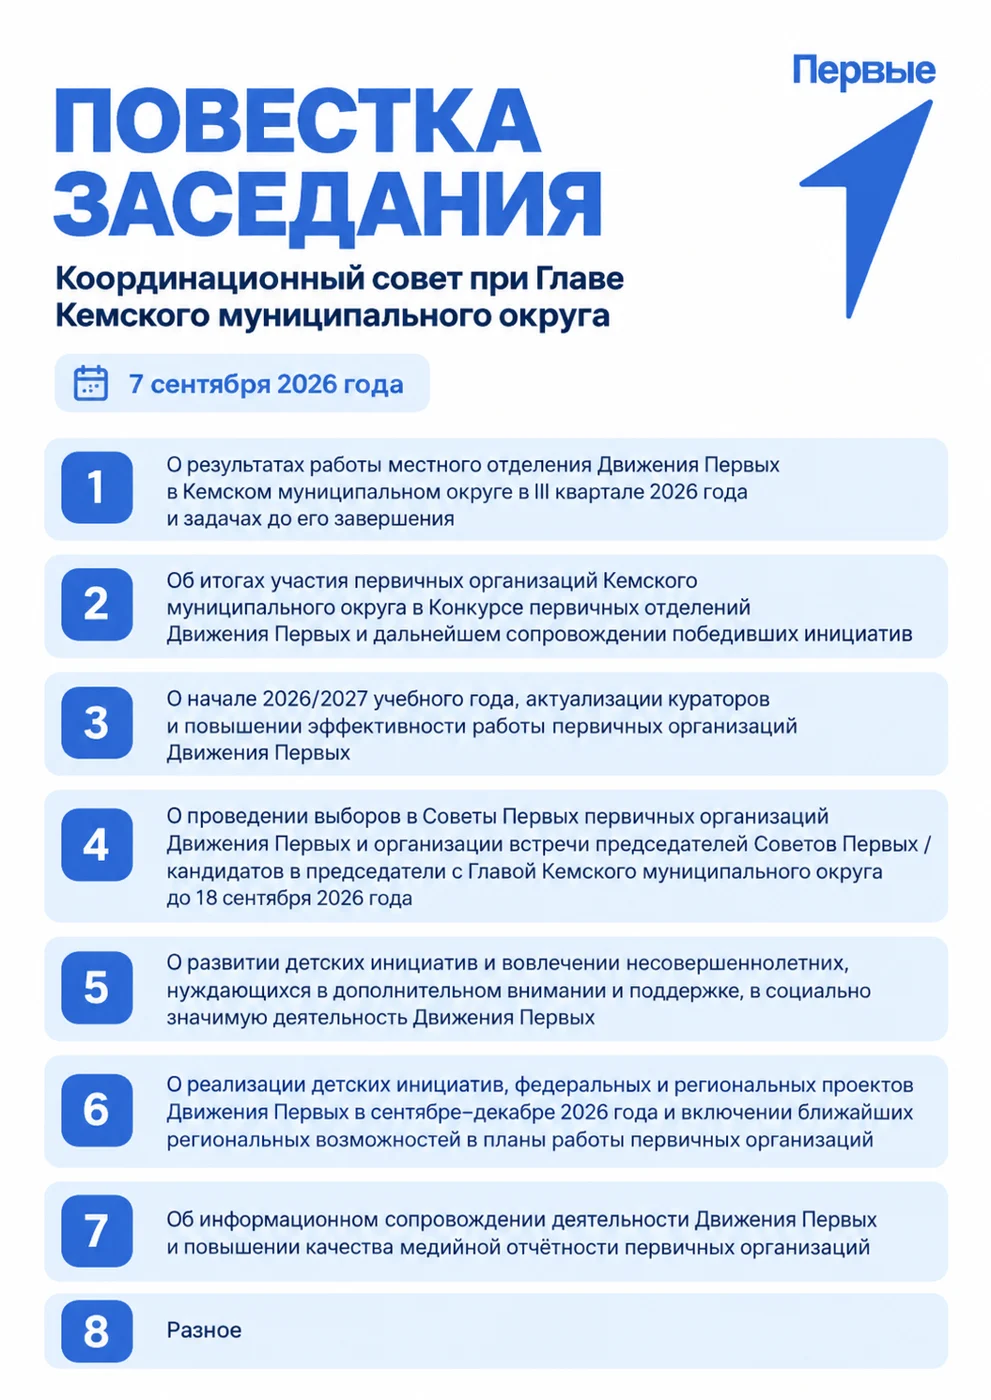 Первые
ПОВЕСТКА
ЗАСЕДАНИЯ
Координационный совет при Главе
Кемского муниципального округа
7 сентября 2026 года
1
О результатах работы местного отделения Движения Первых
в Кемском муниципальном округе в III квартале 2026 года
и задачах до его завершения
2
Об итогах участия первичных организаций Кемского
муниципального округа в Конкурсе первичных отделений
Движения Первых и дальнейшем сопровождении победивших инициатив
3
О начале 2026/2027 учебного года, актуализации кураторов
и повышении эффективности работы первичных организаций
Движения Первых
4
О проведении выборов в Советы Первых первичных организаций
Движения Первых и организации встречи председателей Советов Первых /
кандидатов в председатели с Главой Кемского муниципального округа
до 18 сентября 2026 года
5
О развитии детских инициатив и вовлечении несовершеннолетних,
нуждающихся в дополнительном внимании и поддержке, в социально
значимую деятельность Движения Первых
6
О реализации детских инициатив, федеральных и региональных проектов
Движения Первых в сентябре–декабре 2026 года и включении ближайших
региональных возможностей в планы работы первичных организаций
7
Об информационном сопровождении деятельности Движения Первых
и повышении качества медийной отчётности первичных организаций
8
Разное